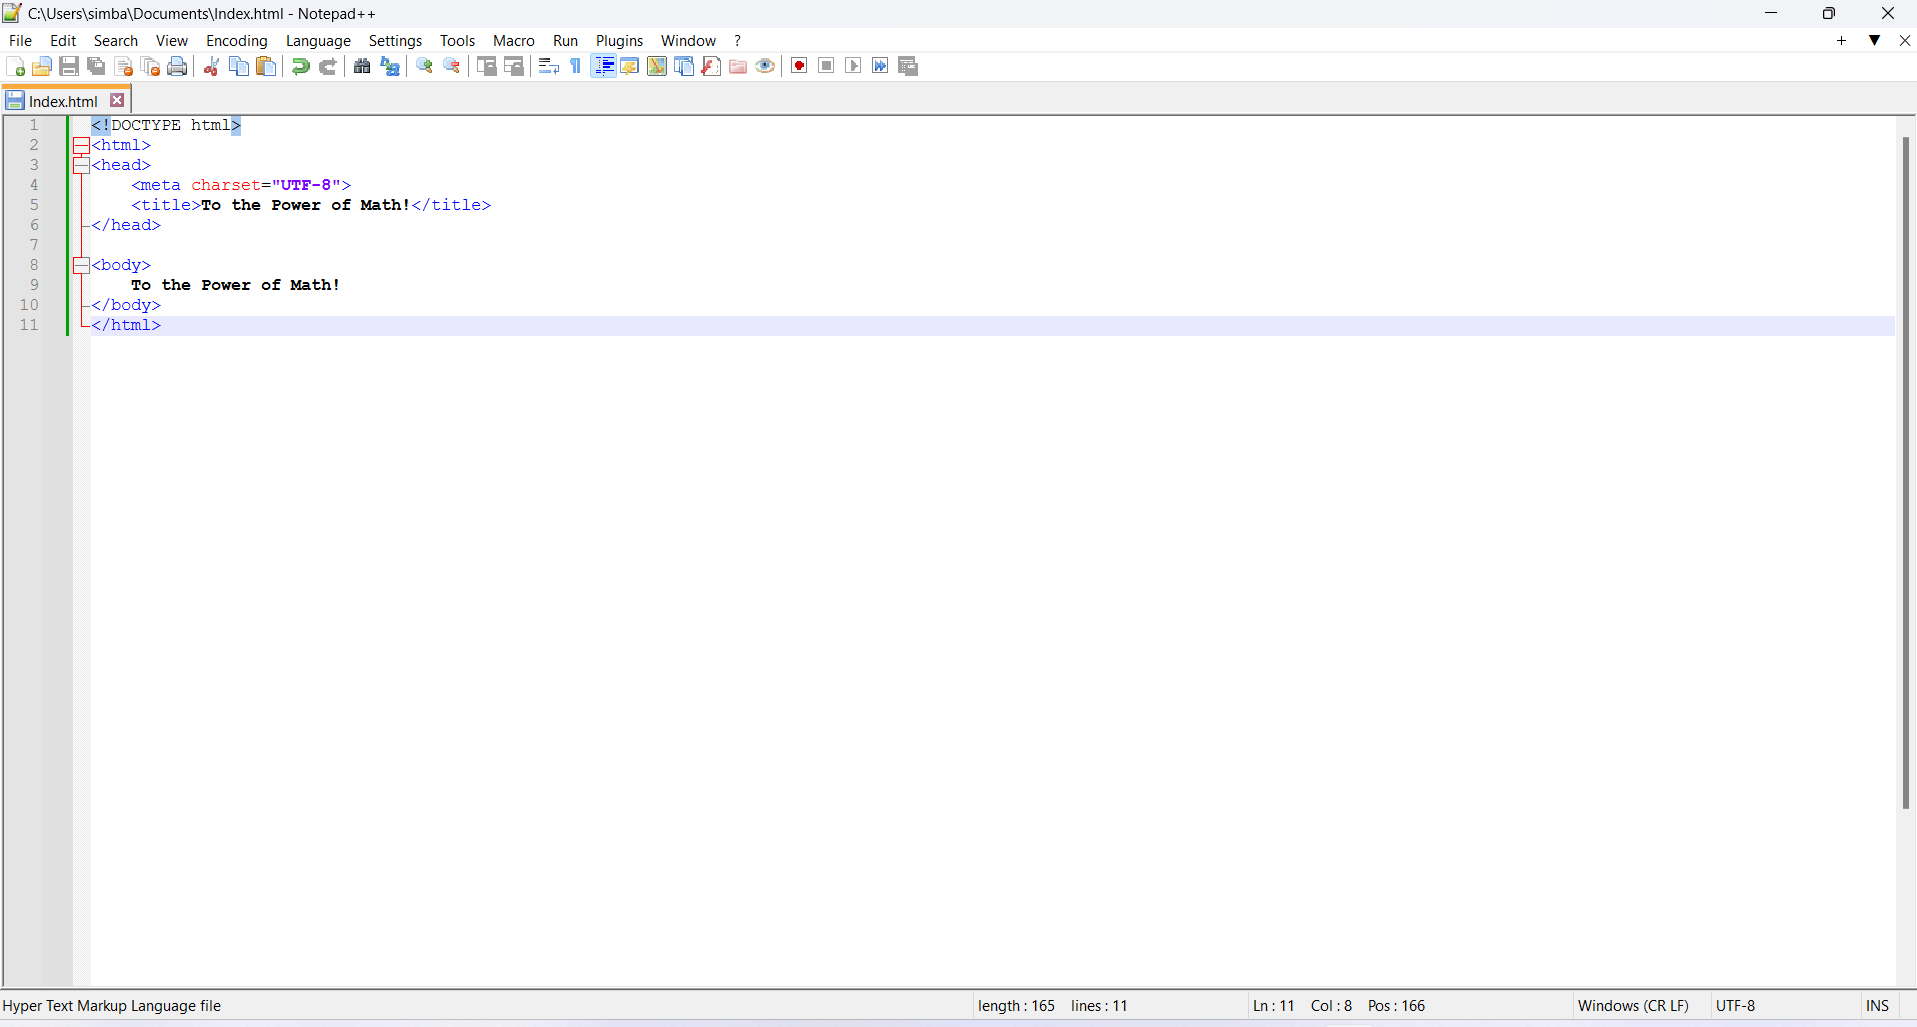 C:\Users\simba\Documents\Index.html - Notepad++
File Edit Search View Encoding Language Settings Tools Macro Run Plugins Window ?
Index.html
1 <!DOCTYPE html>
2 <html>
3 <head>
4     <meta charset="UTF-8">
5     <title>To the Power of Math!</title>
6 </head>
7
8 <body>
9     To the Power of Math!
10 </body>
11 </html>
Hyper Text Markup Language file length : 165 lines : 11 Ln : 11 Col : 8 Pos : 166 Windows (CR LF) UTF-8 INS